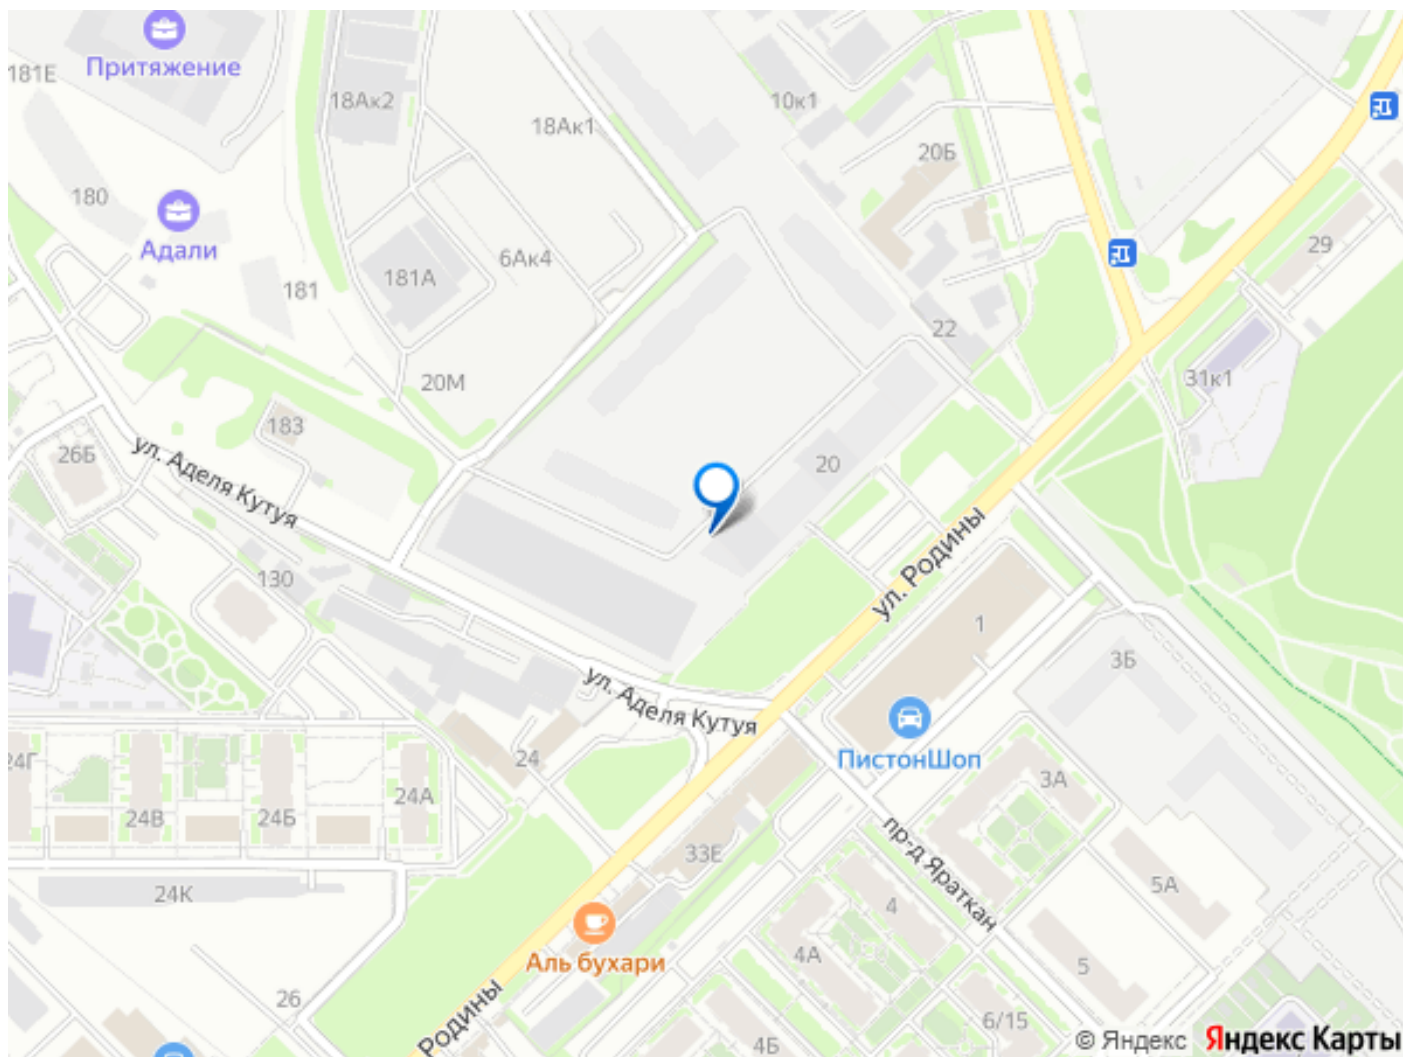 Притяжение
181Е
18Ак2
10к1
18Ак1
20Б
180
Адали
29
6Ак4
181А
181
22
31к1
20М
183
26Б
20
ул. Аделя Кутуя
ул. Родины
130
1
3Б
ул. Аделя Кутуя
24
ПистонШоп
24Г
3А
24А
24В
24Б
33Е
пр-д Яраткан
5А
24К
4
Аль бухари
4А
5
26
6/15
Родины
4Б
© Яндекс Яндекс Карты